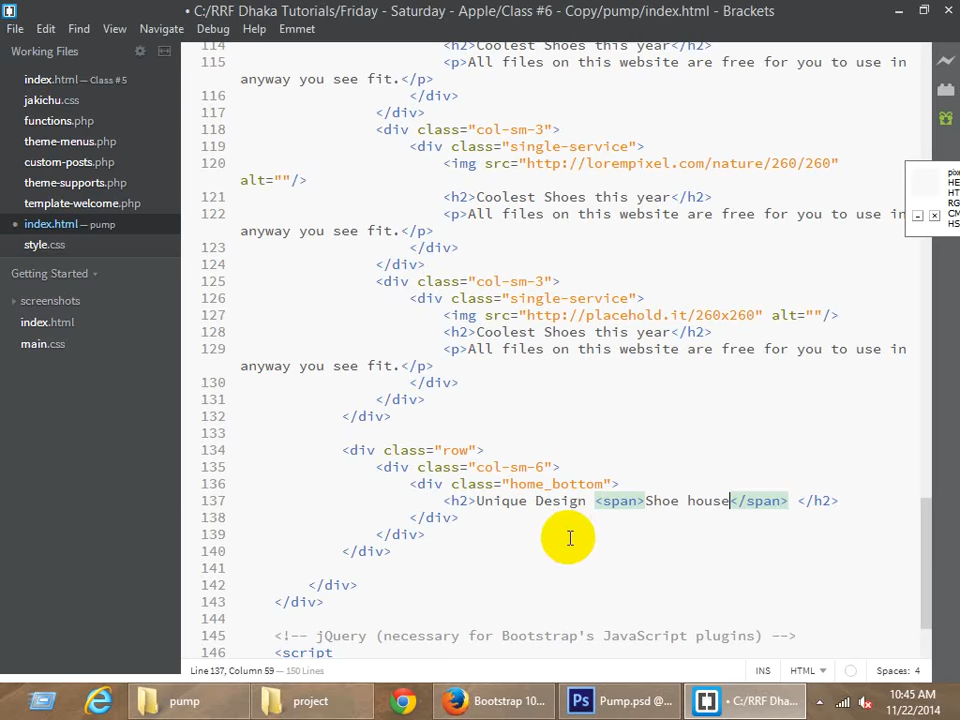 • C:/RRF Dhaka Tutorials/Friday - Saturday - Apple/Class #6 - Copy/pump/index.html - Brackets
File Edit Find View Navigate Debug Help Emmet
Working Files
index.html — Class #5
jakichu.css
functions.php
theme-menus.php
custom-posts.php
theme-supports.php
template-welcome.php
index.html — pump
style.css
Getting Started
screenshots
index.html
main.css
114 <h2>Coolest Shoes this year</h2>
115 <p>All files on this website are free for you to use in
anyway you see fit.</p>
116 </div>
117 </div>
118 <div class="col-sm-3">
119 <div class="single-service">
120 <img src="http://lorempixel.com/nature/260/260"
alt=""/>
121 <h2>Coolest Shoes this year</h2>
122 <p>All files on this website are free for you to use in
anyway you see fit.</p>
123 </div>
124 </div>
125 <div class="col-sm-3">
126 <div class="single-service">
127 <img src="http://placehold.it/260x260" alt=""/>
128 <h2>Coolest Shoes this year</h2>
129 <p>All files on this website are free for you to use in
anyway you see fit.</p>
130 </div>
131 </div>
132 </div>
133
134 <div class="row">
135 <div class="col-sm-6">
136 <div class="home_bottom">
137 <h2>Unique Design <span>Shoe house</span> </h2>
138 </div>
139 </div>
140 </div>
141
142 </div>
143 </div>
144
145 <!-- jQuery (necessary for Bootstrap's JavaScript plugins) -->
146 <script
pixe
HE
HT
RG
CM
HS
Line 137, Column 59 — 150 Lines
INS HTML Spaces: 4
pump
project
Bootstrap 10...
Pump.psd @...
C:/RRF Dha...
10:45 AM
11/22/2014